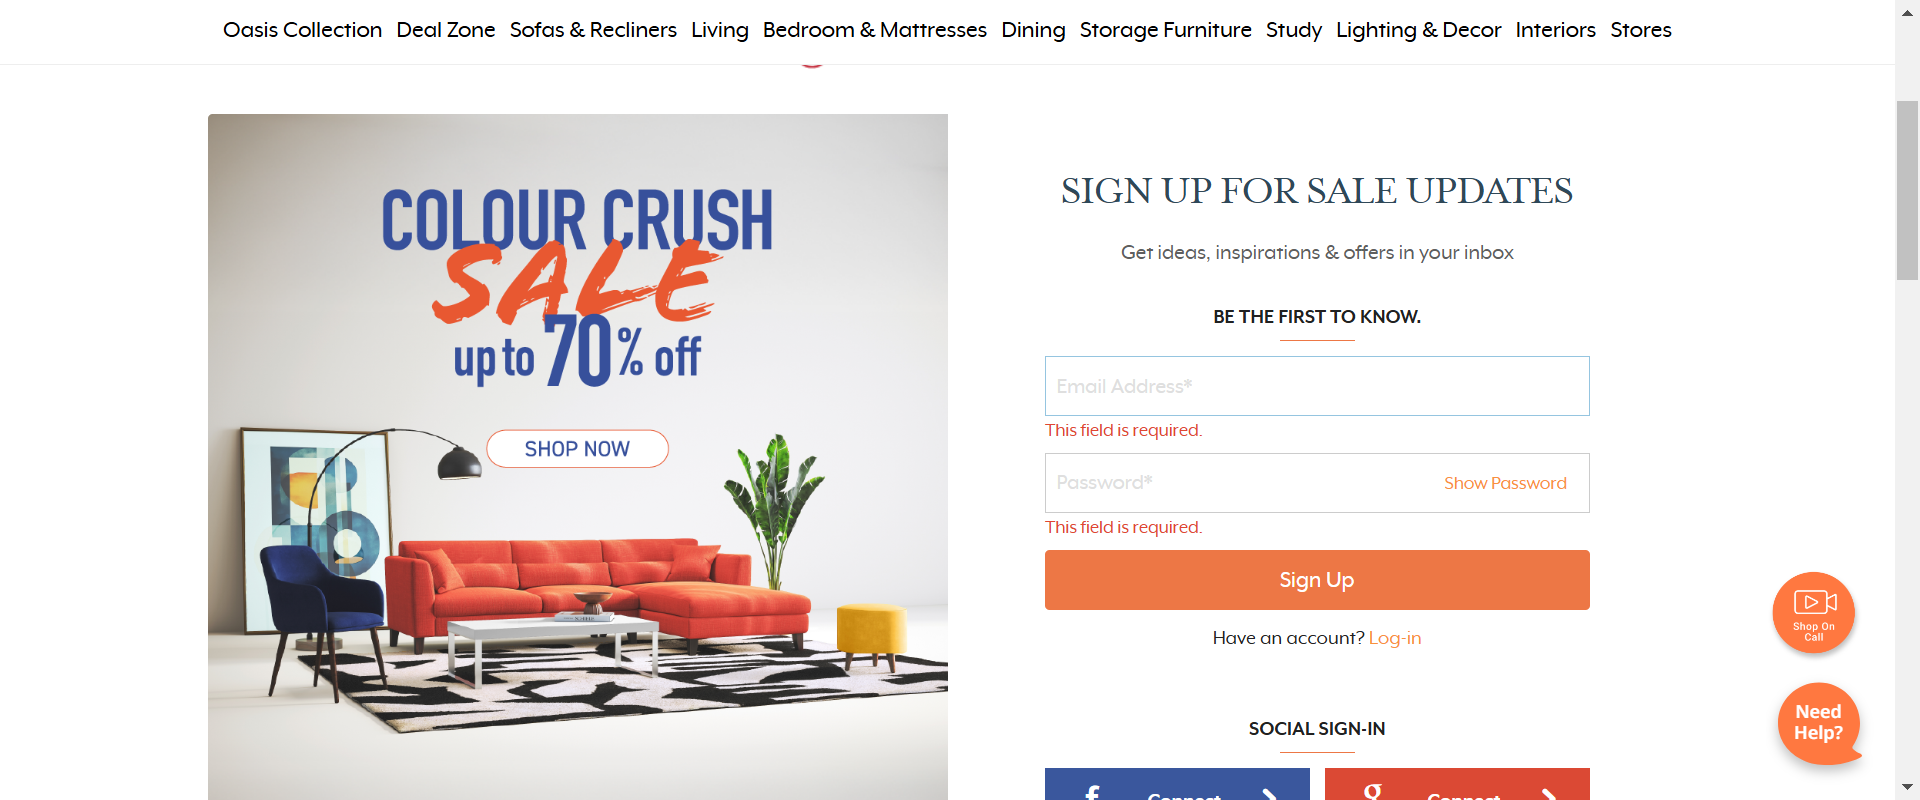 Oasis Collection Deal Zone Sofas & Recliners Living Bedroom & Mattresses Dining Storage Furniture Study Lighting & Decor Interiors Stores
COLOUR CRUSH
SALE
up to 70% off
SHOP NOW
SIGN UP FOR SALE UPDATES
Get ideas, inspirations & offers in your inbox
BE THE FIRST TO KNOW.
Email Address*
This field is required.
Password* Show Password
This field is required.
Sign Up
Have an account? Log-in
SOCIAL SIGN-IN
f Connect
g Connect
Shop On
Call
Need
Help?